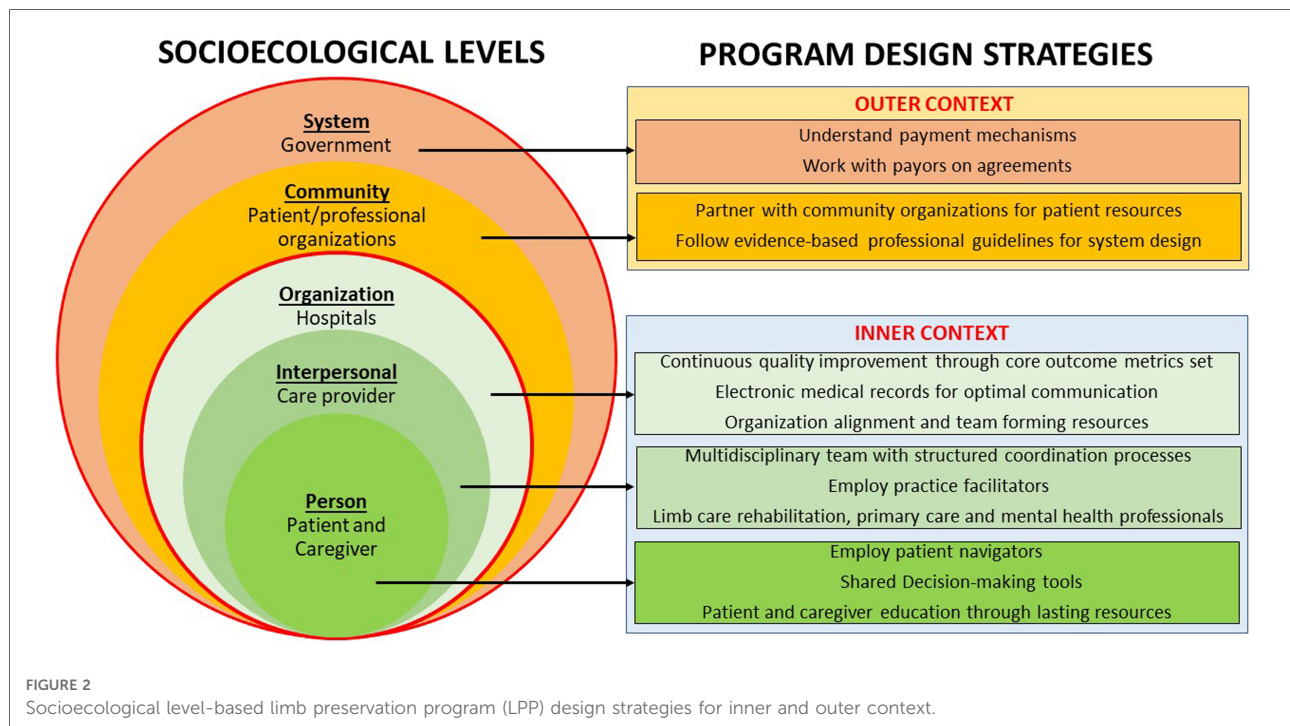 SOCIOECOLOGICAL LEVELS
System
Government
Community
Patient/professional
organizations
Organization
Hospitals
Interpersonal
Care provider
Person
Patient and
Caregiver
PROGRAM DESIGN STRATEGIES
OUTER CONTEXT
Understand payment mechanisms
Work with payors on agreements
Partner with community organizations for patient resources
Follow evidence-based professional guidelines for system design
INNER CONTEXT
Continuous quality improvement through core outcome metrics set
Electronic medical records for optimal communication
Organization alignment and team forming resources
Multidisciplinary team with structured coordination processes
Employ practice facilitators
Limb care rehabilitation, primary care and mental health professionals
Employ patient navigators
Shared Decision-making tools
Patient and caregiver education through lasting resources
FIGURE 2
Socioecological level-based limb preservation program (LPP) design strategies for inner and outer context.